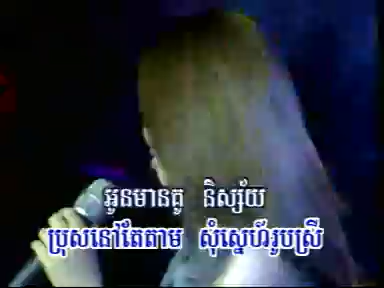 អូនមានគូ និស្ស័យ
ប្រុសនៅតែតាម សុំស្នេហ៍រូបស្រី